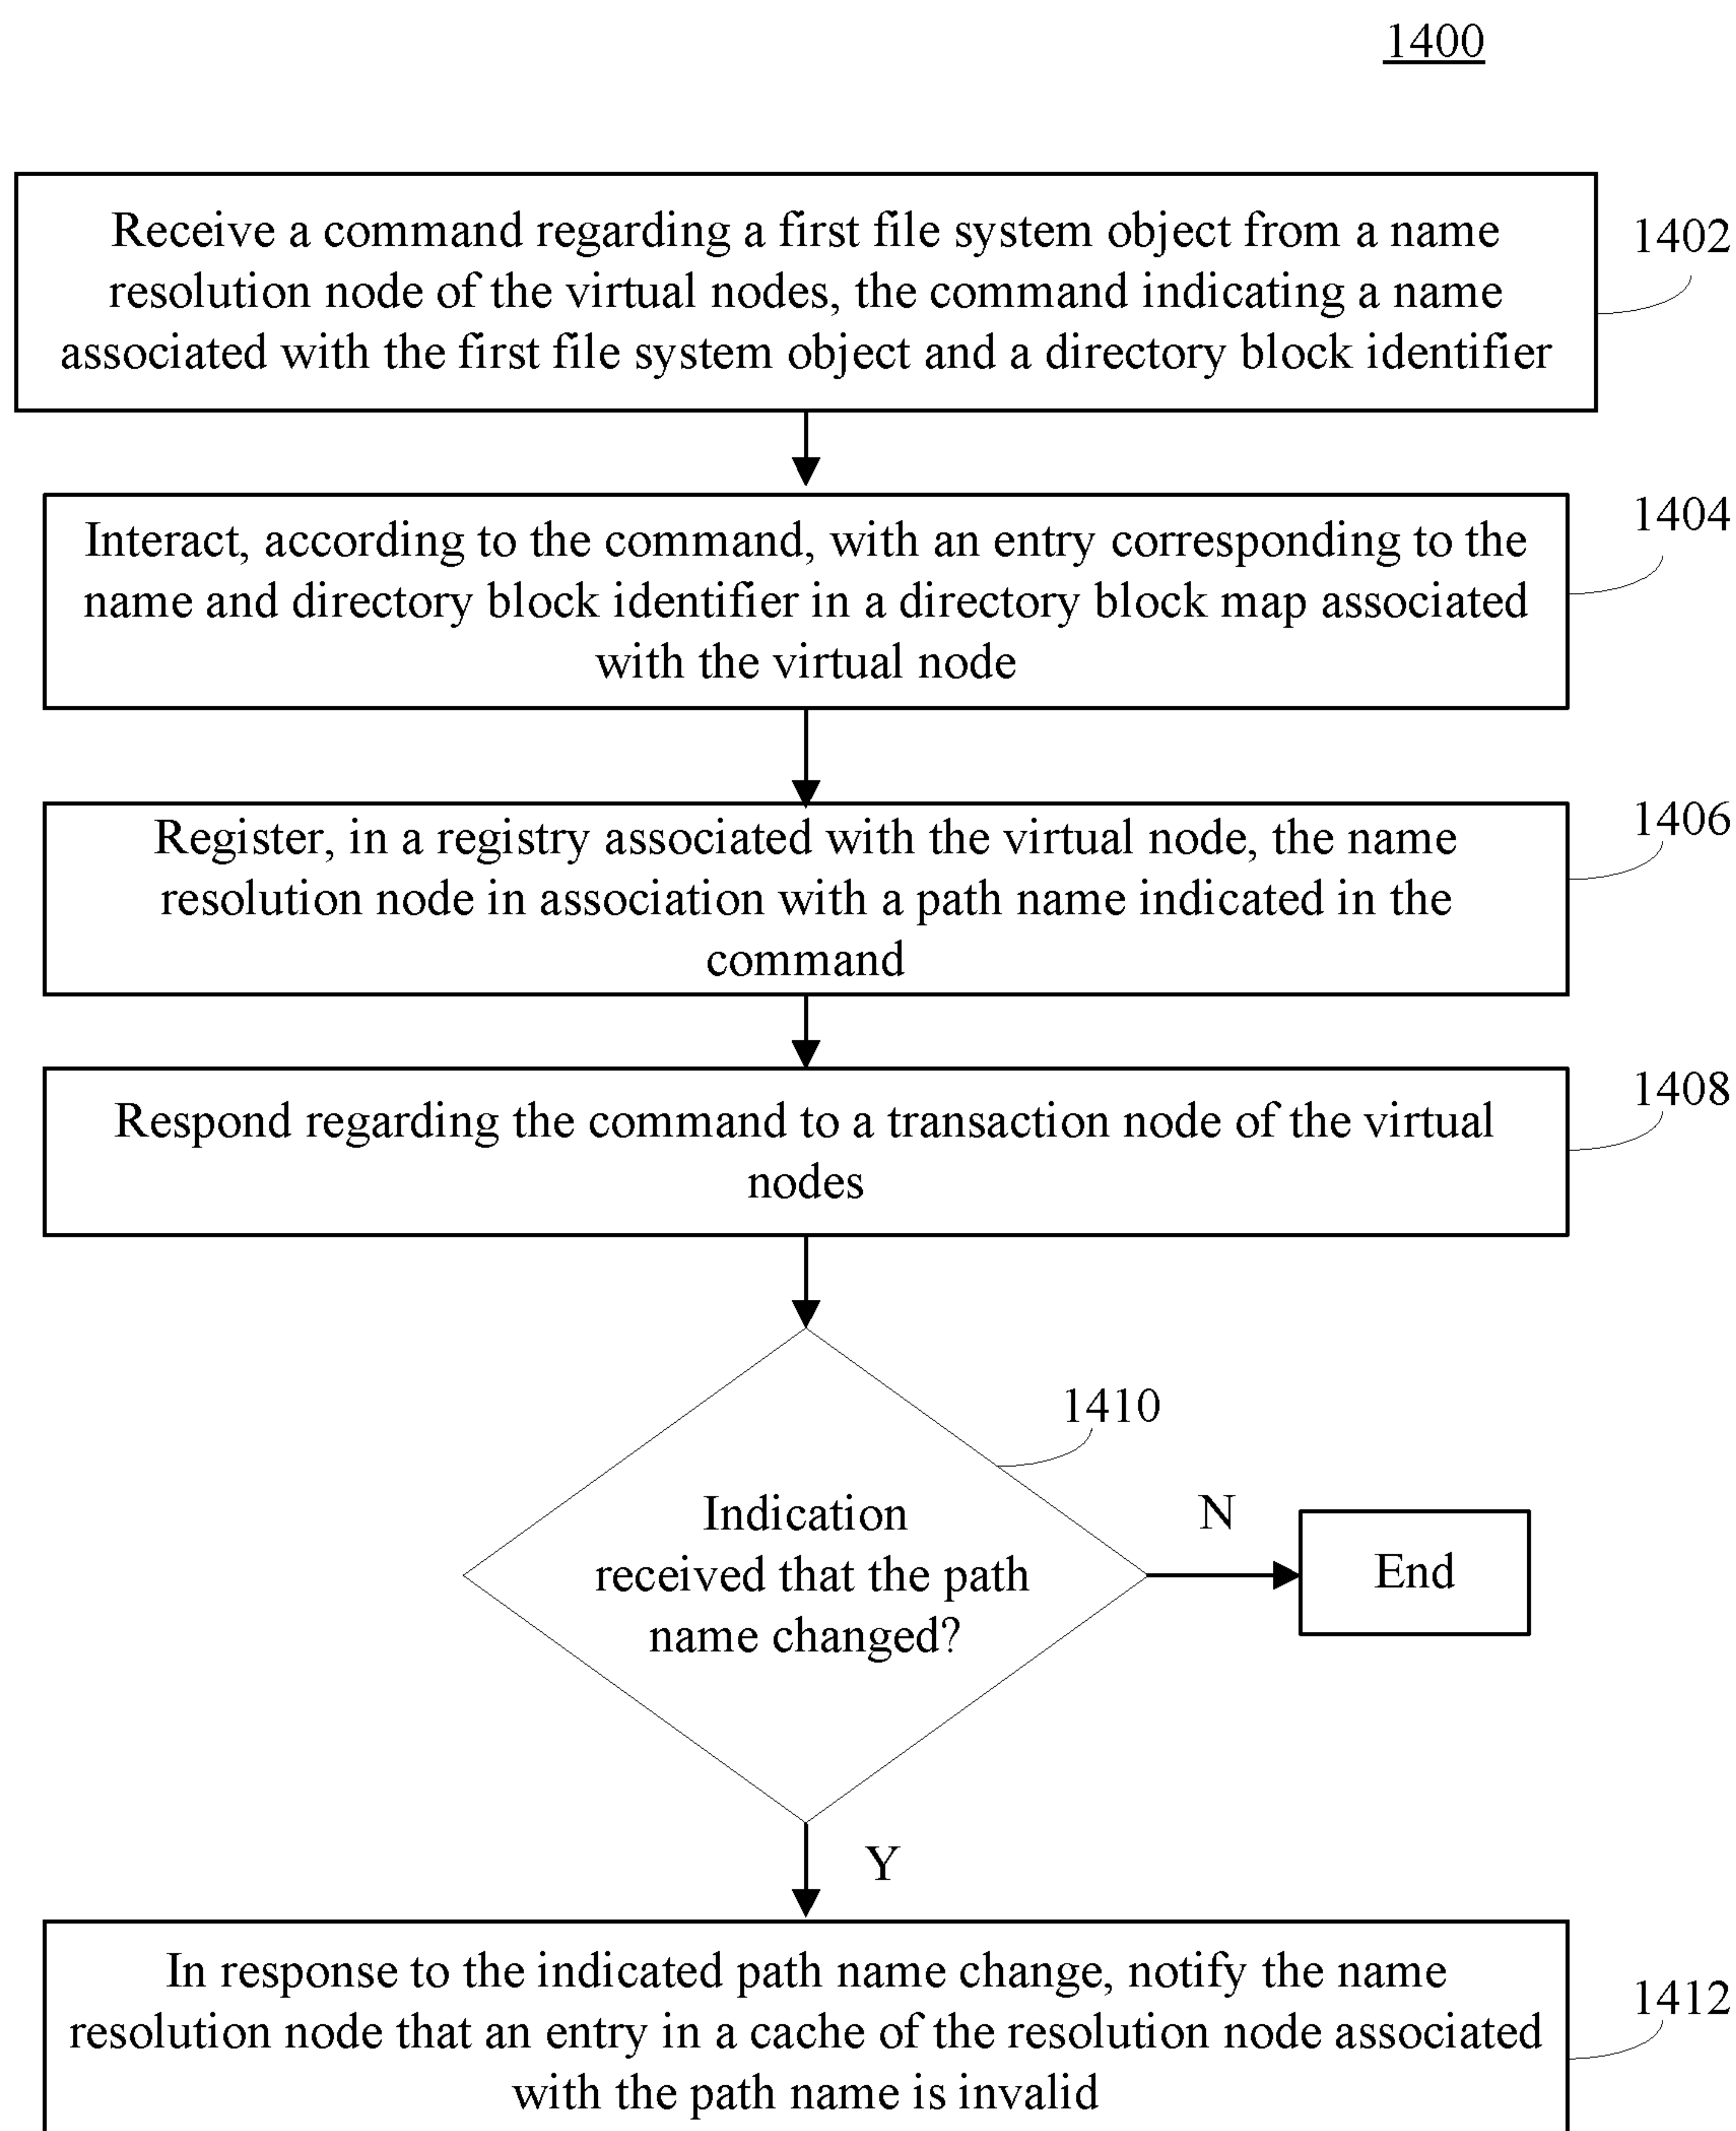 1400
Receive a command regarding a first file system object from a name
resolution node of the virtual nodes, the command indicating a name
associated with the first file system object and a directory block identifier
1402
Interact, according to the command, with an entry corresponding to the
name and directory block identifier in a directory block map associated
with the virtual node
1404
Register, in a registry associated with the virtual node, the name
resolution node in association with a path name indicated in the
command
1406
Respond regarding the command to a transaction node of the virtual
nodes
1408
1410
Indication
received that the path
name changed?
N
End
Y
In response to the indicated path name change, notify the name
resolution node that an entry in a cache of the resolution node associated
with the path name is invalid
1412